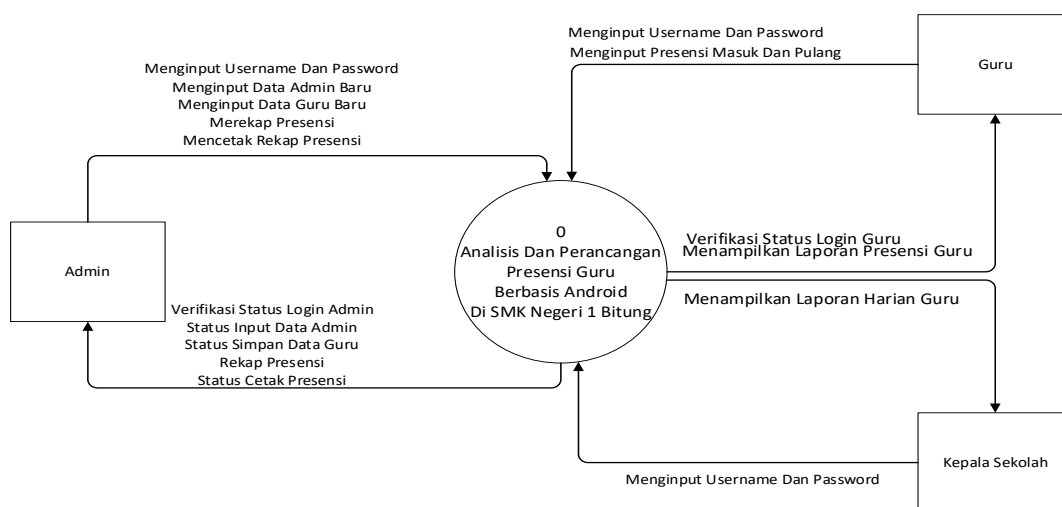 Menginput Username Dan Password
Menginput Presensi Masuk Dan Pulang
Guru
Menginput Username Dan Password
Menginput Data Admin Baru
Menginput Data Guru Baru
Merekap Presensi
Mencetak Rekap Presensi
Admin
0
Analisis Dan Perancangan
Presensi Guru
Berbasis Android
Di SMK Negeri 1 Bitung
Verifikasi Status Login Guru
Menampilkan Laporan Presensi Guru
Menampilkan Laporan Harian Guru
Verifikasi Status Login Admin
Status Input Data Admin
Status Simpan Data Guru
Rekap Presensi
Status Cetak Presensi
Menginput Username Dan Password
Kepala Sekolah